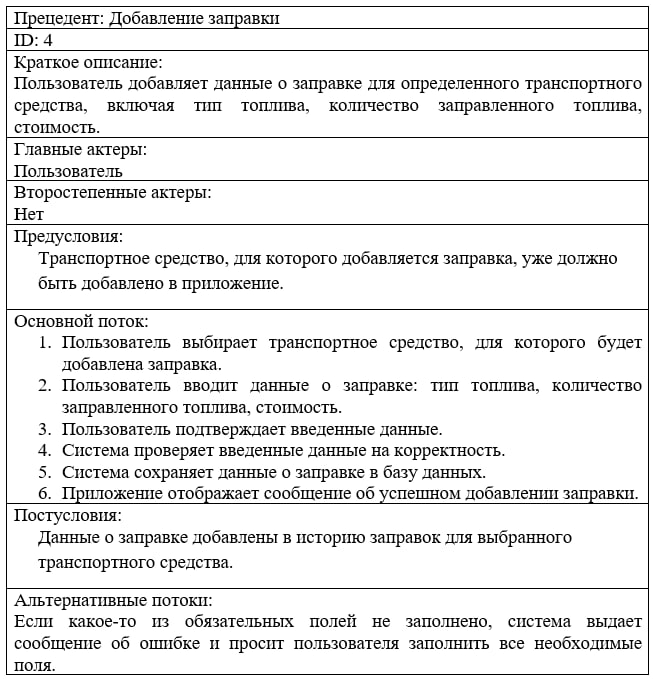 Прецедент: Добавление заправки
ID: 4
Краткое описание:
Пользователь добавляет данные о заправке для определенного транспортного
средства, включая тип топлива, количество заправленного топлива,
стоимость.
Главные актеры:
Пользователь
Второстепенные актеры:
Нет
Предусловия:
Транспортное средство, для которого добавляется заправка, уже должно
быть добавлено в приложение.
Основной поток:
1. Пользователь выбирает транспортное средство, для которого будет
добавлена заправка.
2. Пользователь вводит данные о заправке: тип топлива, количество
заправленного топлива, стоимость.
3. Пользователь подтверждает введенные данные.
4. Система проверяет введенные данные на корректность.
5. Система сохраняет данные о заправке в базу данных.
6. Приложение отображает сообщение об успешном добавлении заправки.
Постусловия:
Данные о заправке добавлены в историю заправок для выбранного
транспортного средства.
Альтернативные потоки:
Если какое-то из обязательных полей не заполнено, система выдает
сообщение об ошибке и просит пользователя заполнить все необходимые
поля.